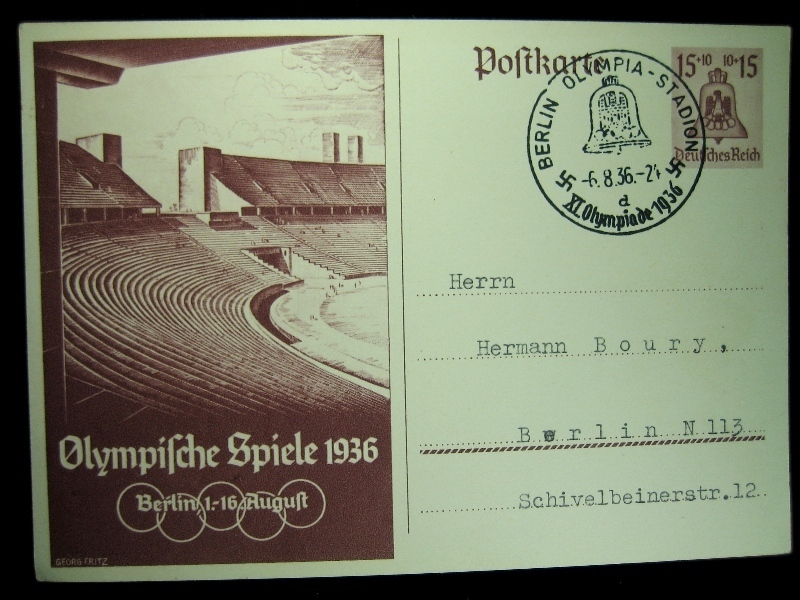 Olympische Spiele 1936
Berlin, 1.-16. August
GEORG FRITZ
Postkarte
15+10 10+15
Deutsches Reich
BERLIN OLYMPIA-STADION
-6.8.36.-24
d
XI. Olympiade 1936
Herrn
Hermann Boury,
Berlin N 113
Schivelbeinerstr.12